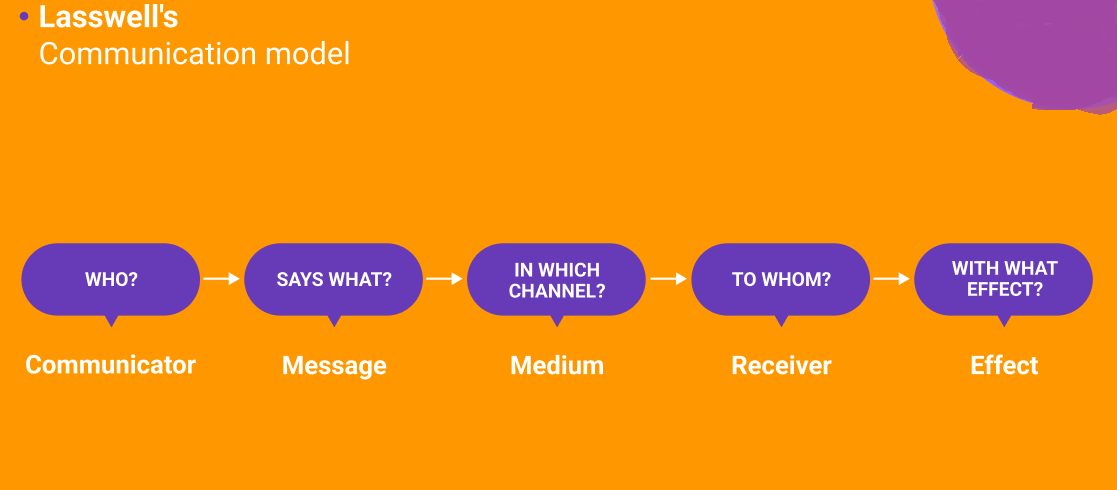 • Lasswell's
Communication model
WHO?
SAYS WHAT?
IN WHICH
CHANNEL?
TO WHOM?
WITH WHAT
EFFECT?
Communicator
Message
Medium
Receiver
Effect